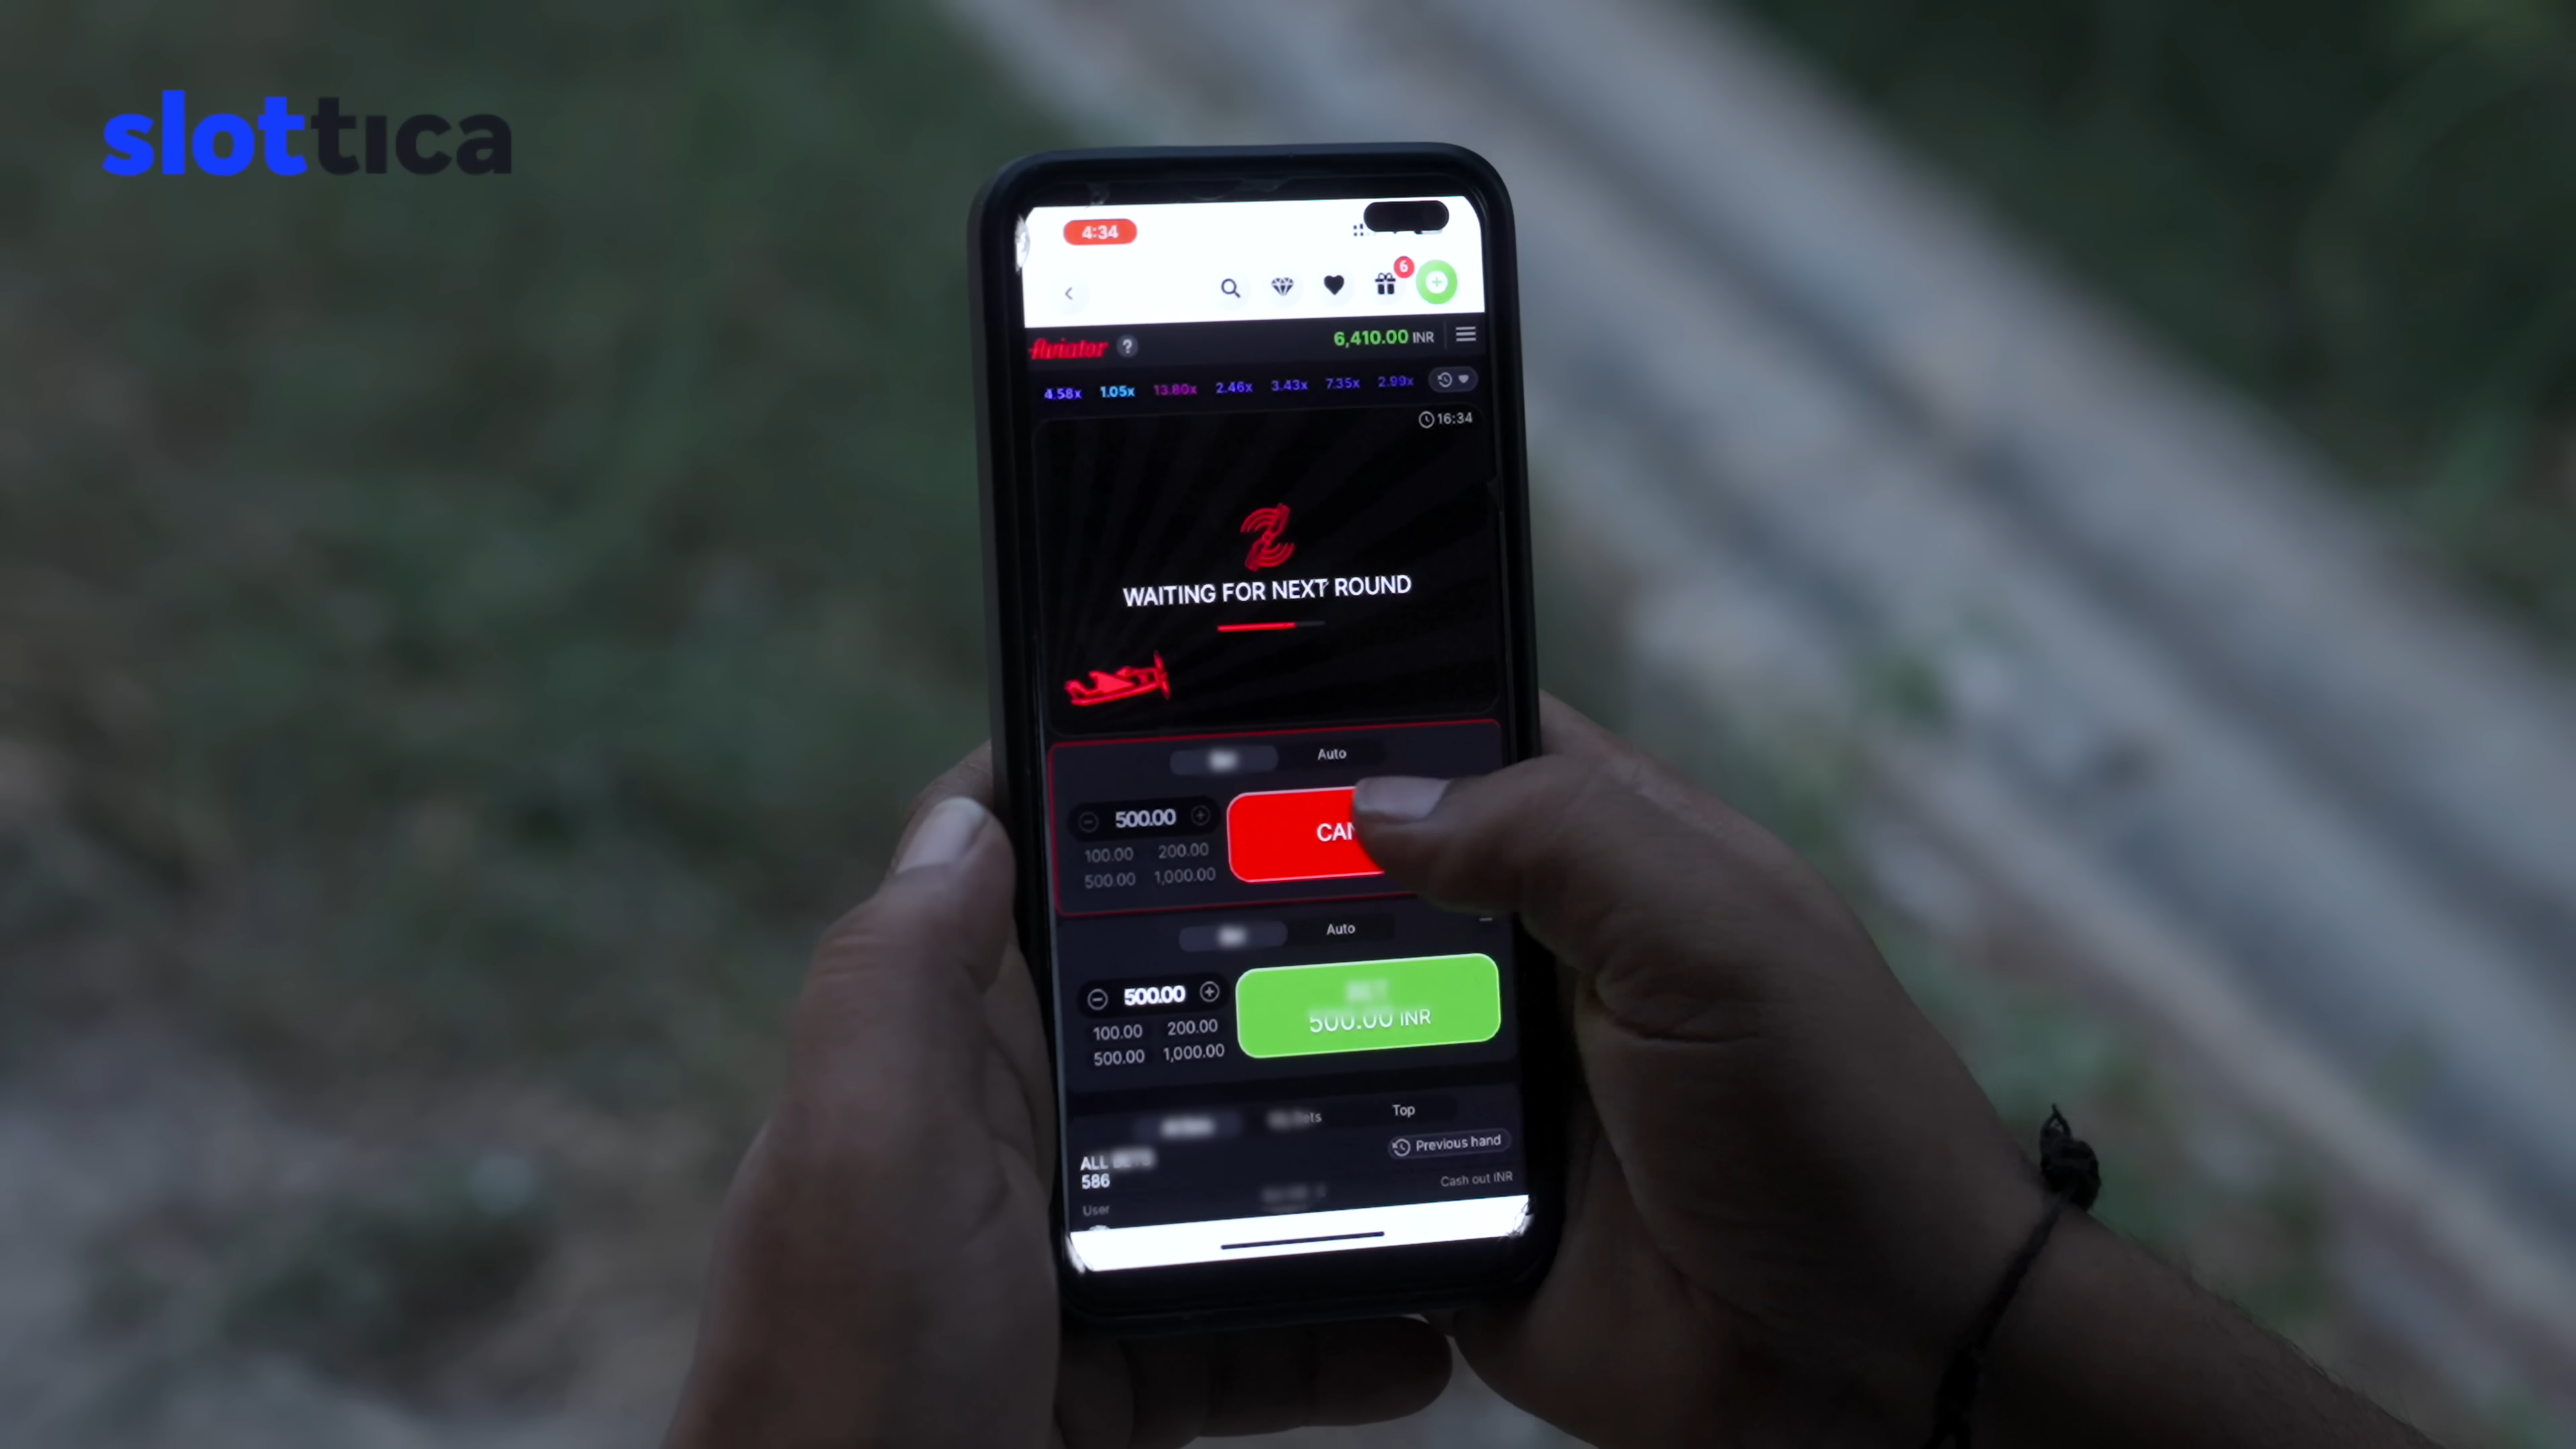 slottica
4:34
6
Aviator ?
6,410.00 INR
4.58x 1.05x 13.80x 2.46x 3.43x 7.35x 2.99x
16:34
WAITING FOR NEXT ROUND
Auto
500.00
100.00 200.00
500.00 1,000.00
CAN
Auto
500.00
100.00 200.00
500.00 1,000.00
BET
500.00 INR
Top
ALL
586
Previous hand
User
Cash out INR